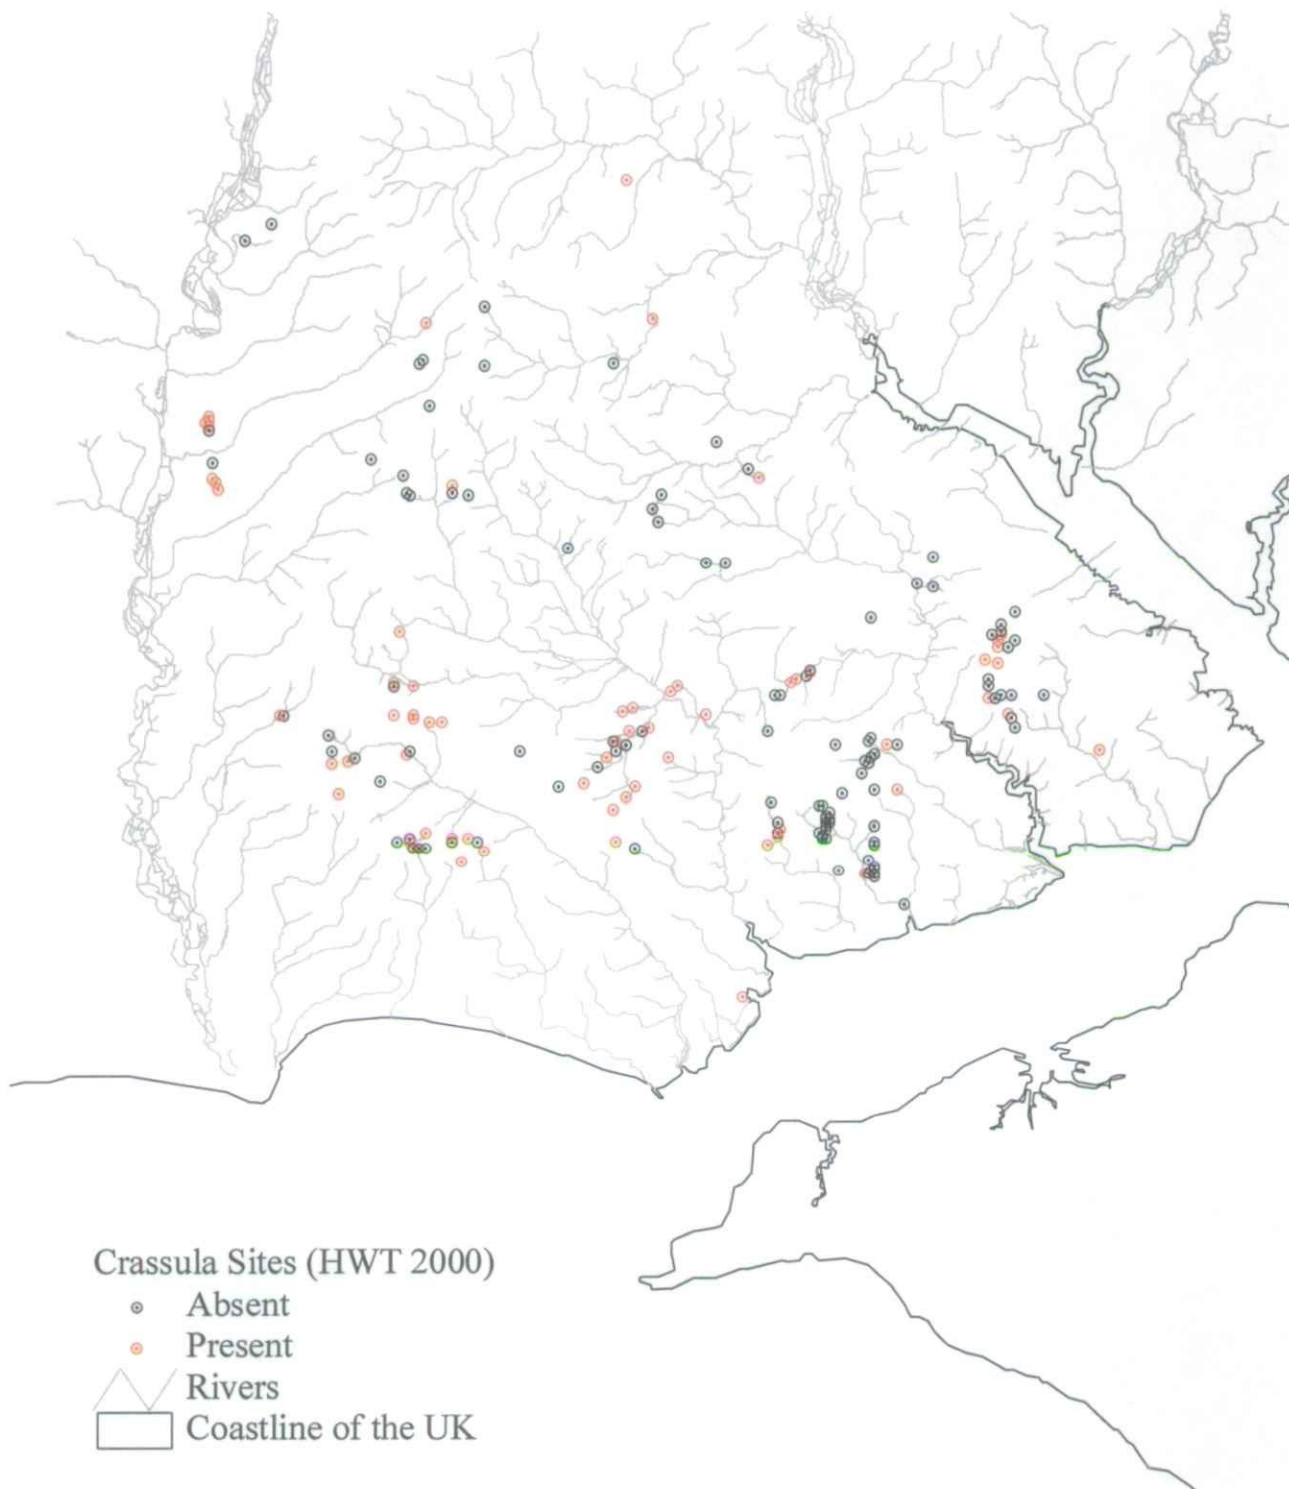 Crassula Sites (HWT 2000)
Absent
Present
Rivers
Coastline of the UK